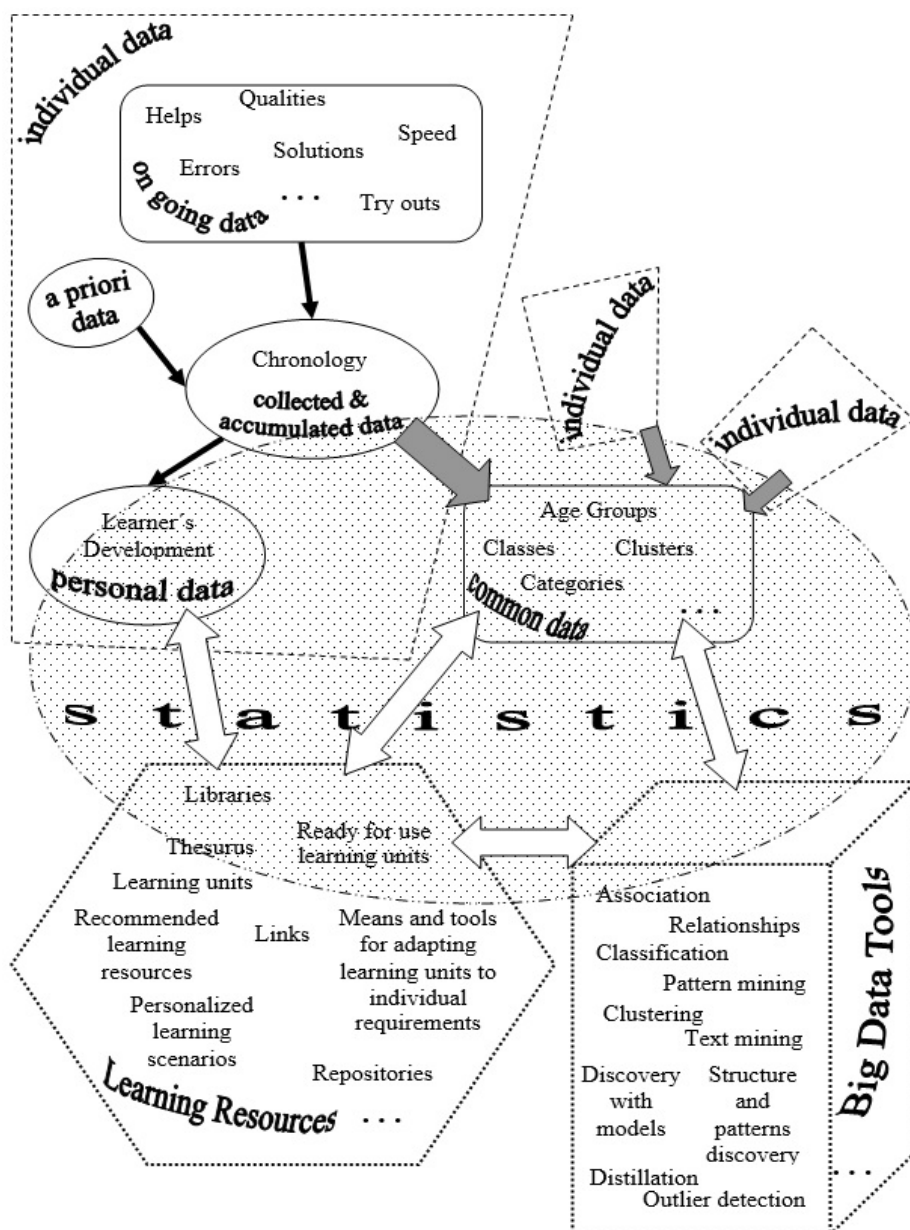 individual data
Qualities
Helps
Speed
Solutions
Errors
on going data
. . .
Try outs
a priori
data
Chronology
collected &
accumulated data
individual data
individual data
Learner´s
Development
personal data
Age Groups
Classes Clusters
Categories
common data
. . .
statistics
Libraries
Thesurus
Ready for use
learning units
Learning units
Recommended
learning
resources
Links
Means and tools
for adapting
learning units to
individual
requirements
Personalized
learning
scenarios
Repositories
Learning Resources
. . .
Association
Relationships
Classification
Pattern mining
Clustering
Text mining
Discovery
with
models
Structure
and
patterns
discovery
Distillation
Outlier detection
Big Data Tools
. . .